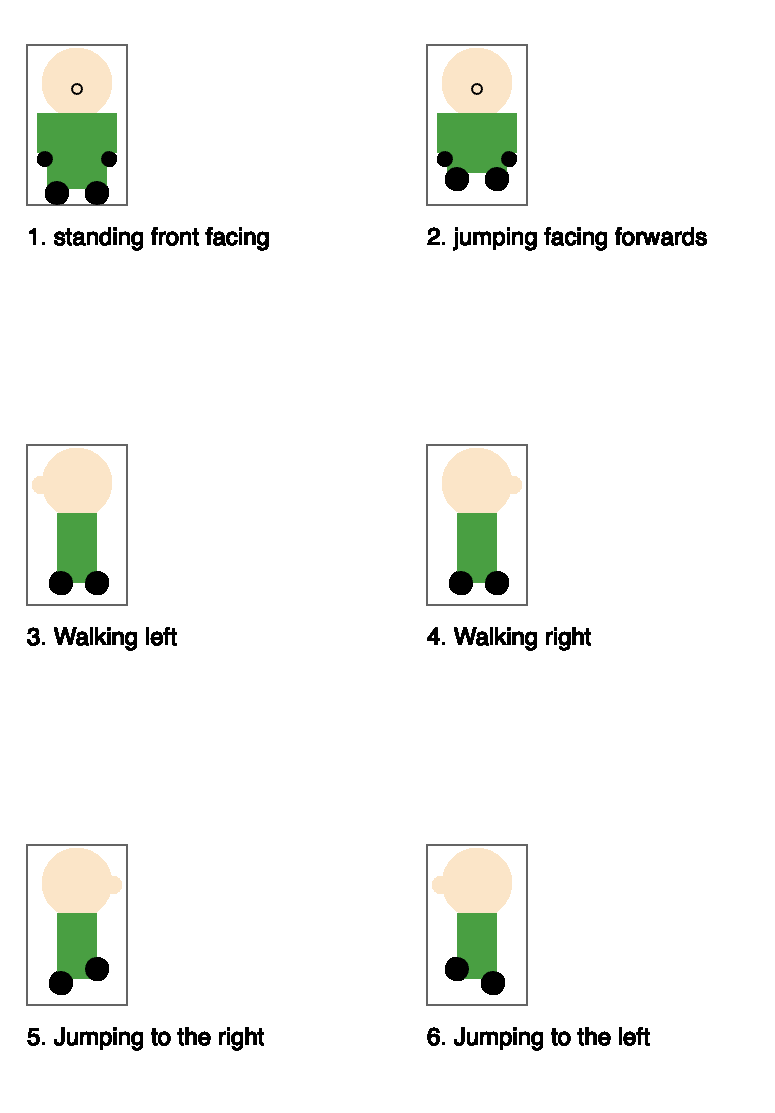 1. standing front facing
2. jumping facing forwards
3. Walking left
4. Walking right
5. Jumping to the right
6. Jumping to the left